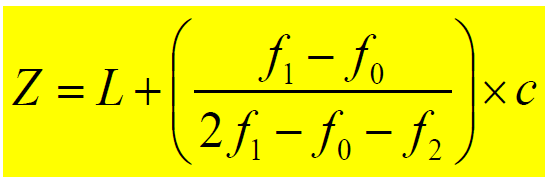 Z = L + ( (f₁ − f₀) / (2f₁ − f₀ − f₂) ) × c